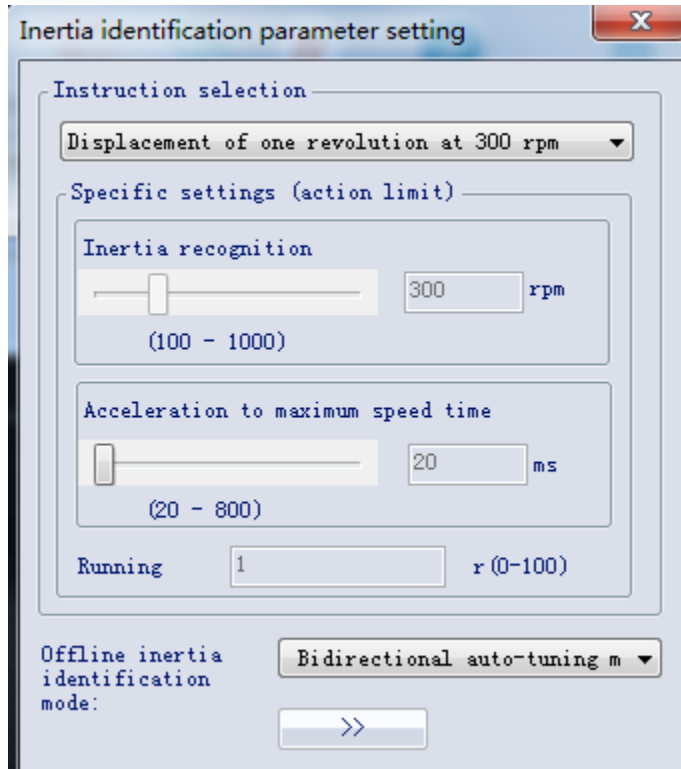 Inertia identification parameter setting
Instruction selection
Displacement of one revolution at 300 rpm
Specific settings (action limit)
Inertia recognition
300 rpm
(100 - 1000)
Acceleration to maximum speed time
20 ms
(20 - 800)
Running 1 r(0-100)
Offline inertia
identification
mode:
Bidirectional auto-tuning m
>>